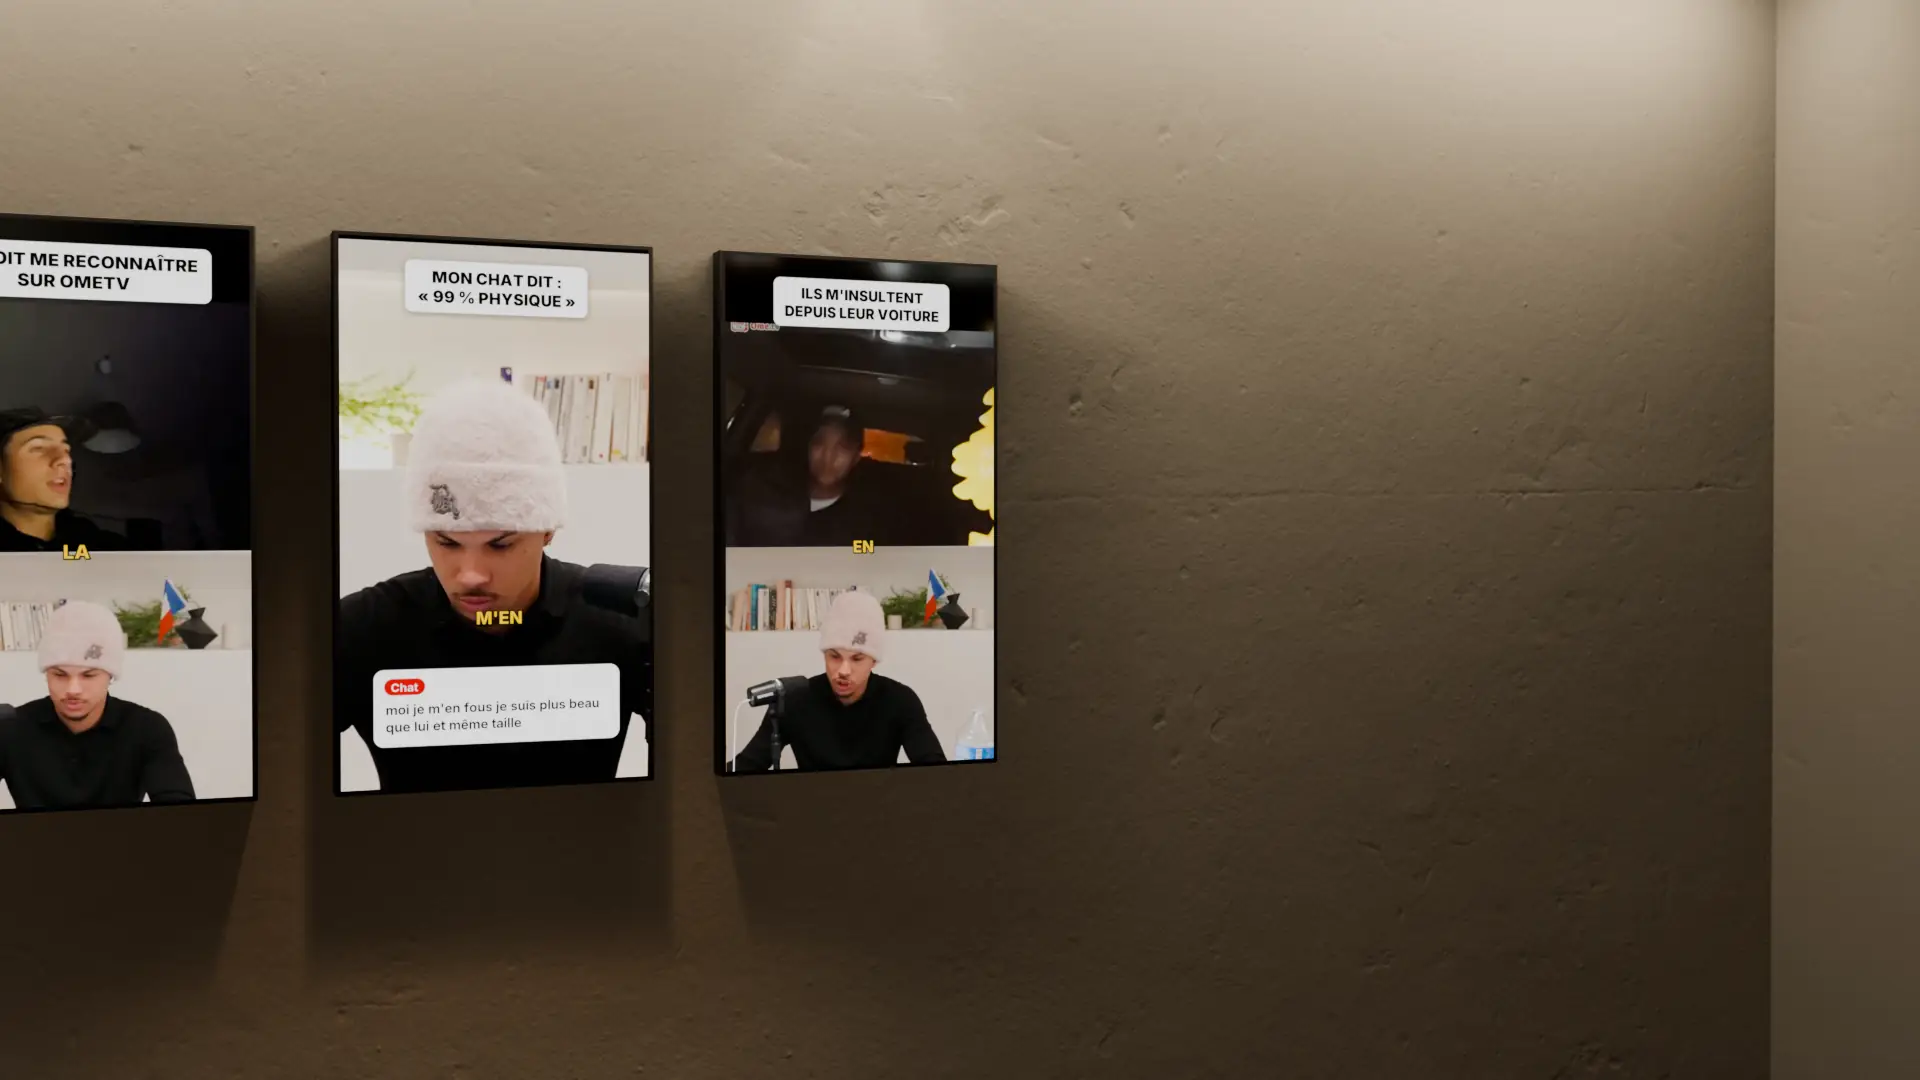 OIT ME RECONNAÎTRE
SUR OMETV
LA
MON CHAT DIT :
« 99 % PHYSIQUE »
M'EN
Chat
moi je m'en fous je suis plus beau
que lui et même taille
ILS M'INSULTENT
DEPUIS LEUR VOITURE
EN